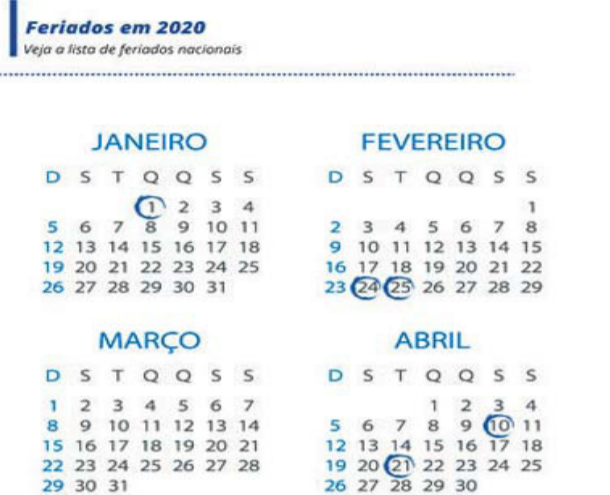 Feriados em 2020
Veja a lista de feriados nacionais
JANEIRO
D S T Q Q S S
1 2 3 4
5 6 7 8 9 10 11
12 13 14 15 16 17 18
19 20 21 22 23 24 25
26 27 28 29 30 31
FEVEREIRO
D S T Q Q S S
1
2 3 4 5 6 7 8
9 10 11 12 13 14 15
16 17 18 19 20 21 22
23 24 25 26 27 28 29
MARÇO
D S T Q Q S S
1 2 3 4 5 6 7
8 9 10 11 12 13 14
15 16 17 18 19 20 21
22 23 24 25 26 27 28
29 30 31
ABRIL
D S T Q Q S S
1 2 3 4
5 6 7 8 9 10 11
12 13 14 15 16 17 18
19 20 21 22 23 24 25
26 27 28 29 30